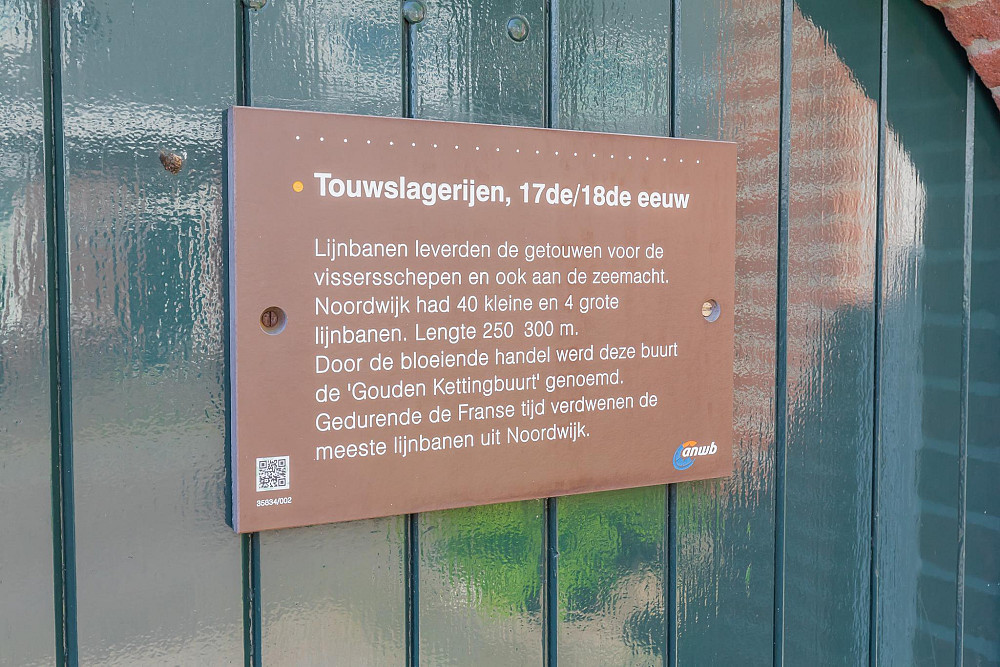 Touwslagerijen, 17de/18de eeuw
Lijnbanen leverden de getouwen voor de
vissersschepen en ook aan de zeemacht.
Noordwijk had 40 kleine en 4 grote
lijnbanen. Lengte 250 300 m.
Door de bloeiende handel werd deze buurt
de 'Gouden Kettingbuurt' genoemd.
Gedurende de Franse tijd verdwenen de
meeste lijnbanen uit Noordwijk.
anwb
35834/002